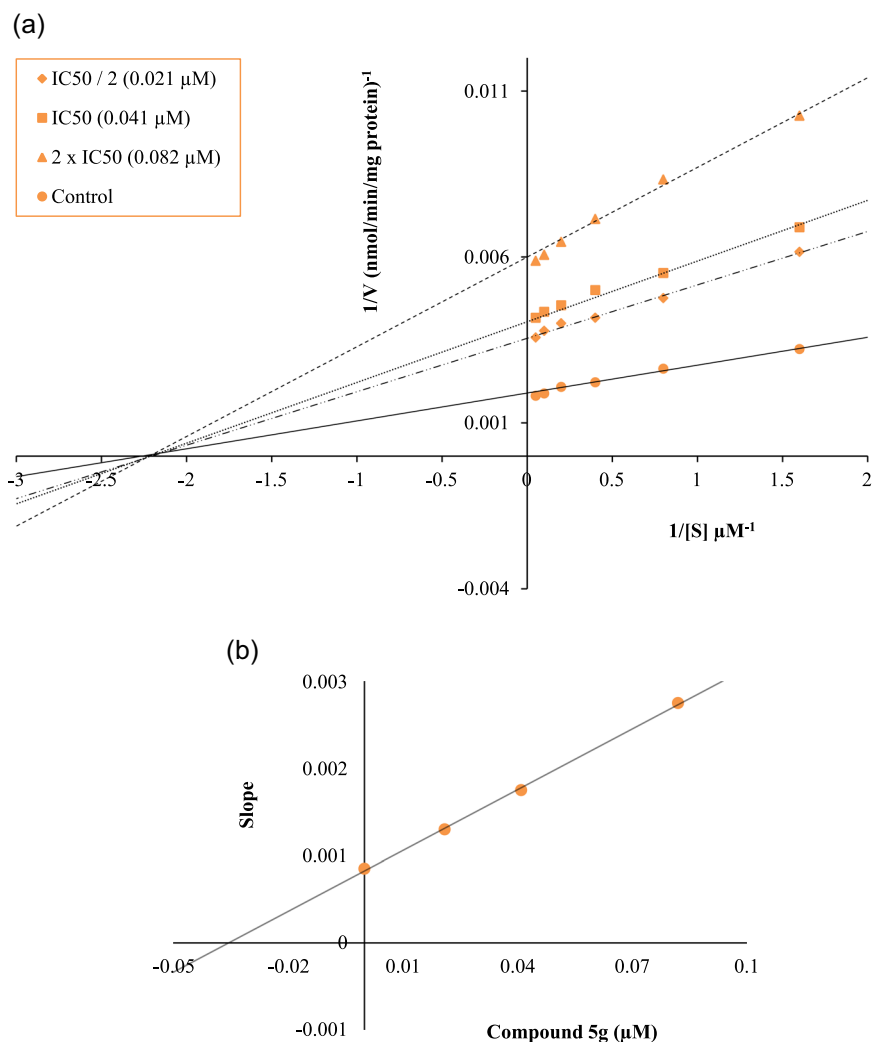 (a)
IC50 / 2 (0.021 µM)
IC50 (0.041 µM)
2 x IC50 (0.082 µM)
Control
1/V (nmol/min/mg protein)-1
0.011
0.006
0.001
-0.004
-3
-2.5
-2
-1.5
-1
-0.5
0
0.5
1
1.5
2
1/[S] µM-1
(b)
Slope
0.003
0.002
0.001
0
-0.001
-0.05
-0.02
0.01
0.04
0.07
0.1
Compound 5g (µM)